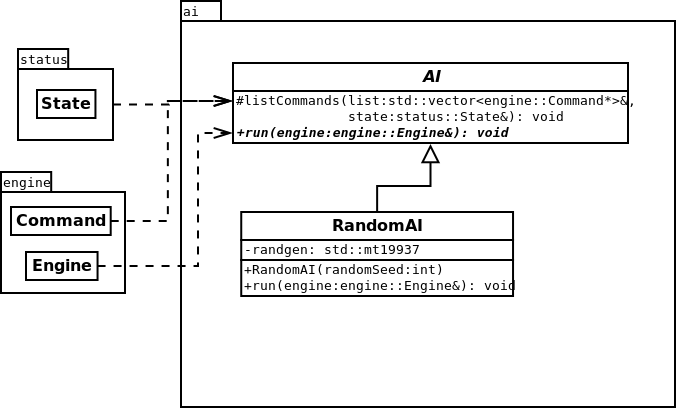 ai
status
State
AI
#listCommands(list:std::vector<engine::Command*>&,
state:status::State&): void
+run(engine:engine::Engine&): void
engine
Command
Engine
RandomAI
-randgen: std::mt19937
+RandomAI(randomSeed:int)
+run(engine:engine::Engine&): void